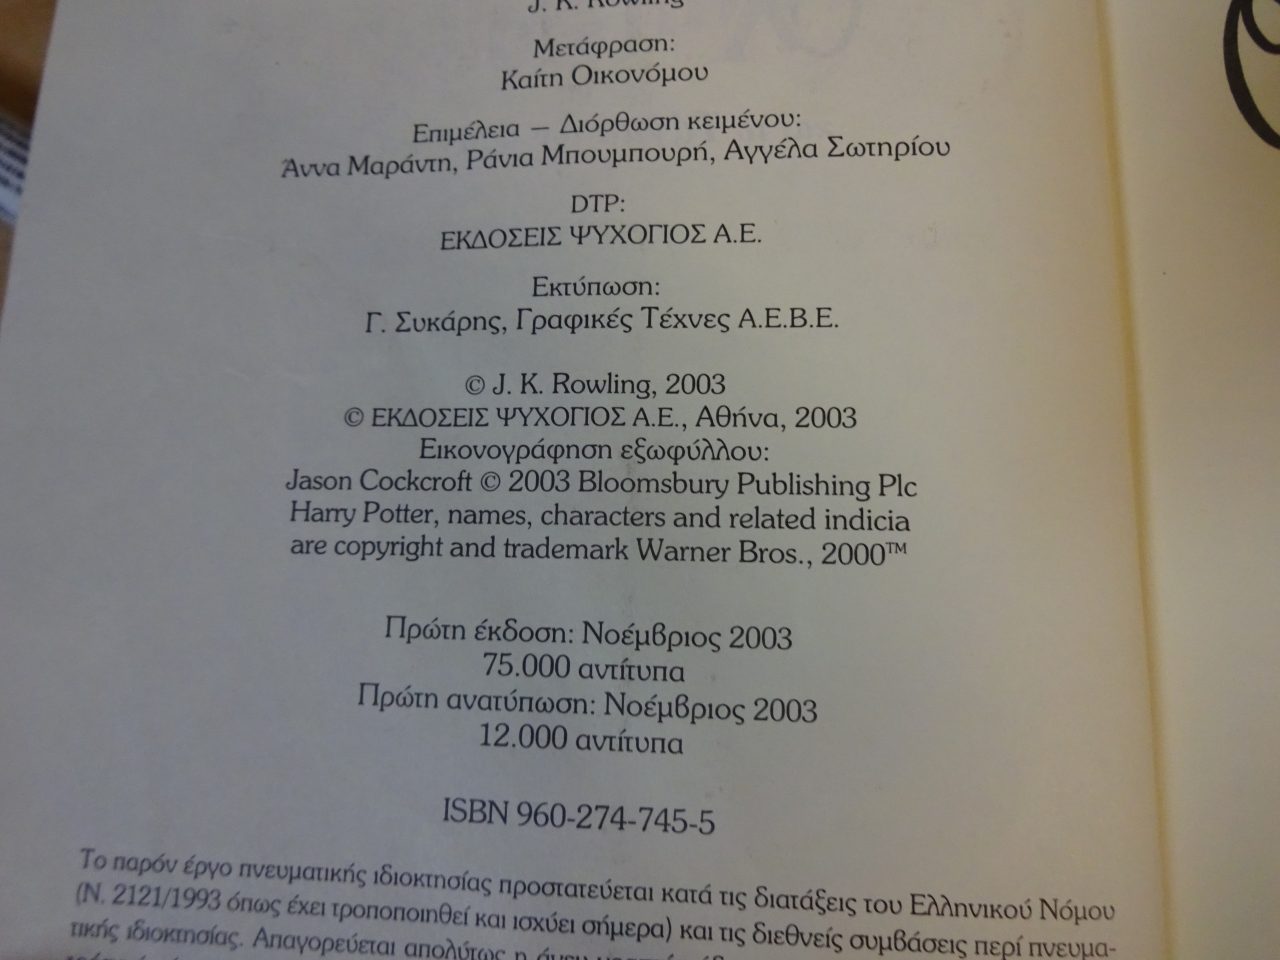 J. K. Rowling
Μετάφραση:
Καίτη Οικονόμου
Επιμέλεια – Διόρθωση κειμένου:
Άννα Μαράντη, Ράνια Μπουμπουρή, Αγγέλα Σωτηρίου
DTP:
ΕΚΔΟΣΕΙΣ ΨΥΧΟΓΙΟΣ Α.Ε.
Εκτύπωση:
Γ. Συκάρης, Γραφικές Τέχνες Α.Ε.Β.Ε.
© J. K. Rowling, 2003
© ΕΚΔΟΣΕΙΣ ΨΥΧΟΓΙΟΣ Α.Ε., Αθήνα, 2003
Εικονογράφηση εξωφύλλου:
Jason Cockcroft © 2003 Bloomsbury Publishing Plc
Harry Potter, names, characters and related indicia
are copyright and trademark Warner Bros., 2000™
Πρώτη έκδοση: Νοέμβριος 2003
75.000 αντίτυπα
Πρώτη ανατύπωση: Νοέμβριος 2003
12.000 αντίτυπα
ISBN 960-274-745-5
Το παρόν έργο πνευματικής ιδιοκτησίας προστατεύεται κατά τις διατάξεις του Ελληνικού Νόμου
(Ν. 2121/1993 όπως έχει τροποποιηθεί και ισχύει σήμερα) και τις διεθνείς συμβάσεις περί πνευμα-
τικής ιδιοκτησίας. Απαγορεύεται απολύτως η άνευ